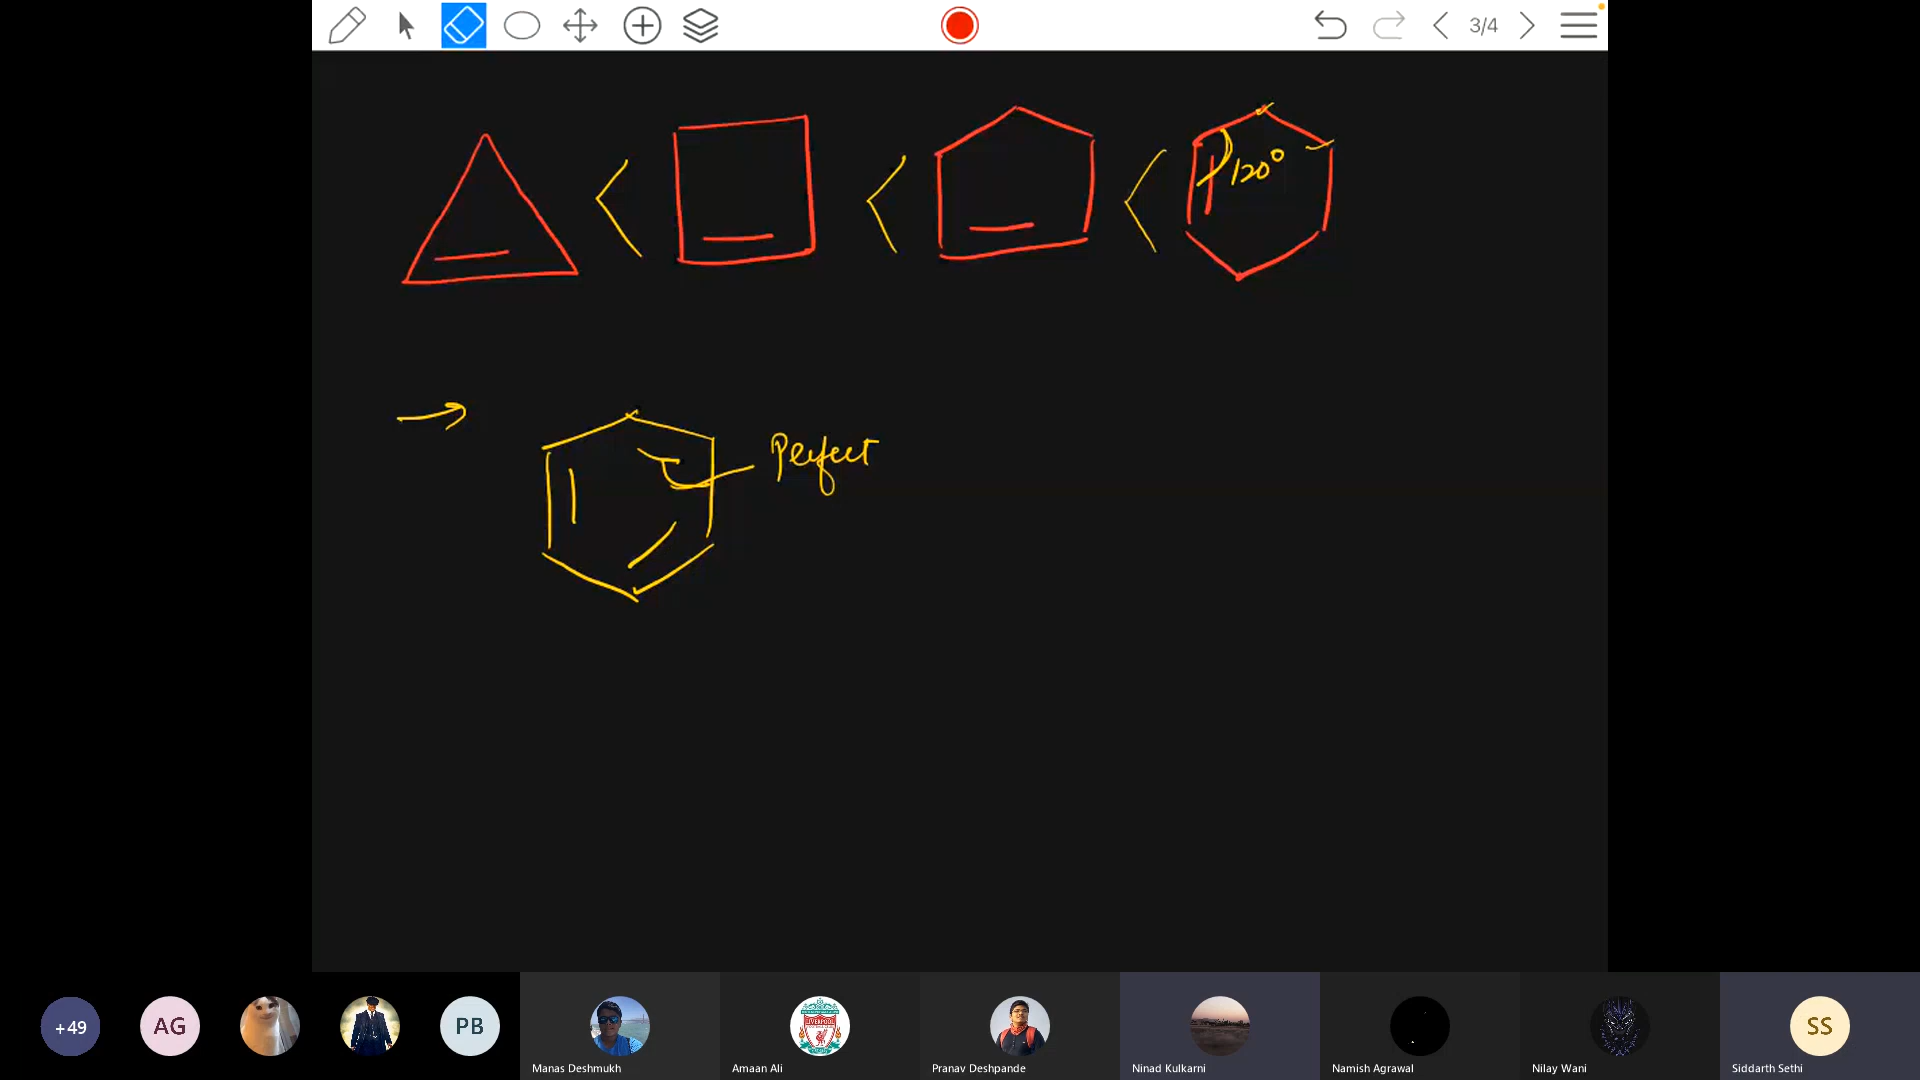 3/4
< < < 120°
Perfect
+49
AG
PB
SS
LIVERPOOL
Manas Deshmukh
Amaan Ali
Pranav Deshpande
Ninad Kulkarni
Namish Agrawal
Nilay Wani
Siddarth Sethi